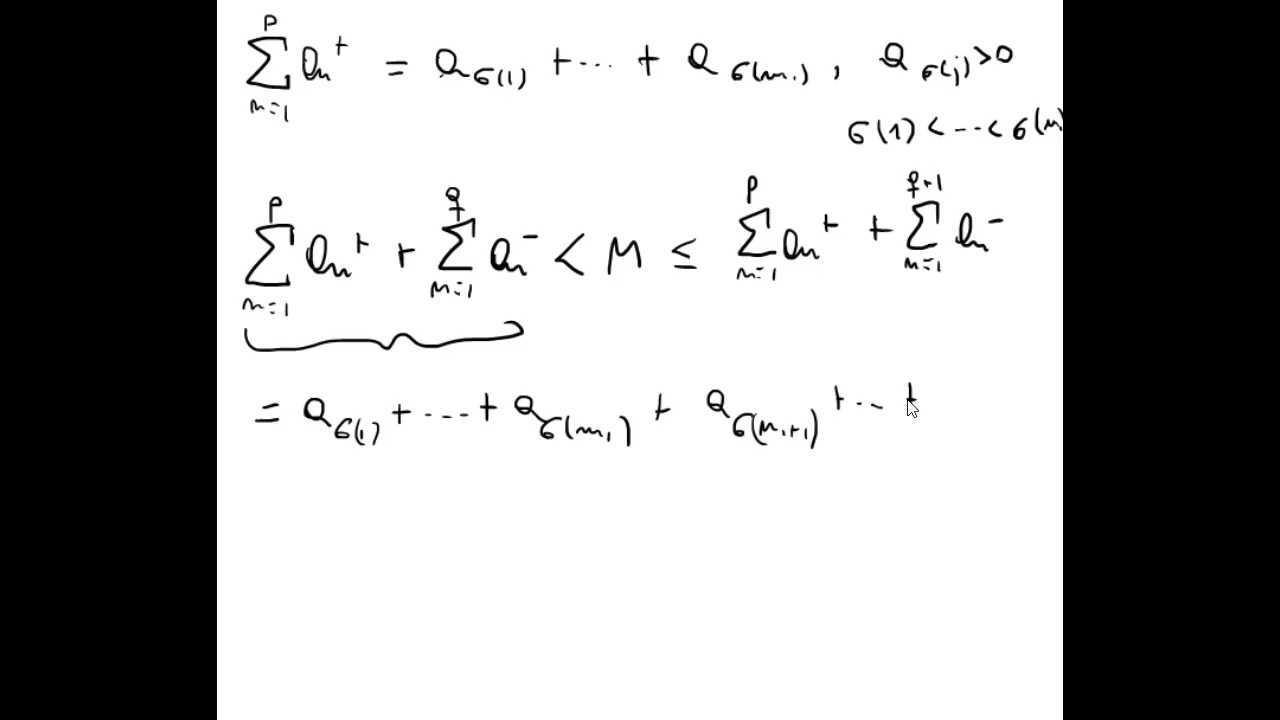 ∑_{n=1}^{p} a_n^+ = a_{σ(1)} + ... + a_{σ(m_1)}, a_{σ(j)} > 0
σ(1) < ... < σ(m
∑_{n=1}^{p} a_n^+ + ∑_{n=1}^{q} a_n^- < M ≤ ∑_{n=1}^{p} a_n^+ + ∑_{n=1}^{q+1} a_n^-
= a_{σ(1)} + ... + a_{σ(m_1)} + a_{σ(m_1+1)} + ... +